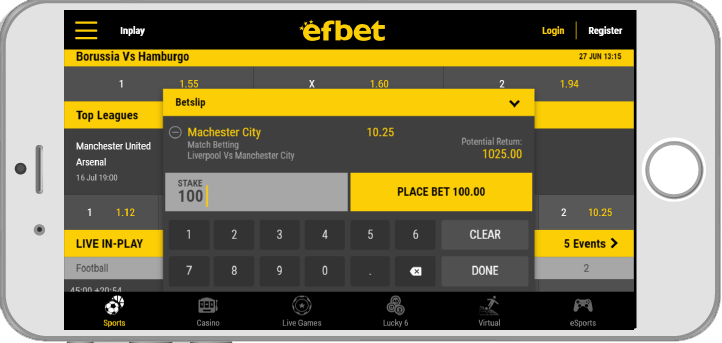 Inplay
efbet
Login
Register
Borussia Vs Hamburgo
27 JUN 13:15
1 1.55 X 1.60 2 1.94
Top Leagues
Betslip
Manchester United
Arsenal
16 Jul 19:00
Machester City 10.25
Match Betting
Liverpool Vs Manchester City
Potential Return:
1025.00
STAKE
100
PLACE BET 100.00
1 1.12
2 10.25
1 2 3 4 5 6 CLEAR
7 8 9 0 . DONE
LIVE IN-PLAY
5 Events
Football
2
45:00 +20:54
Sports
Casino
Live Games
Lucky 6
Virtual
eSports